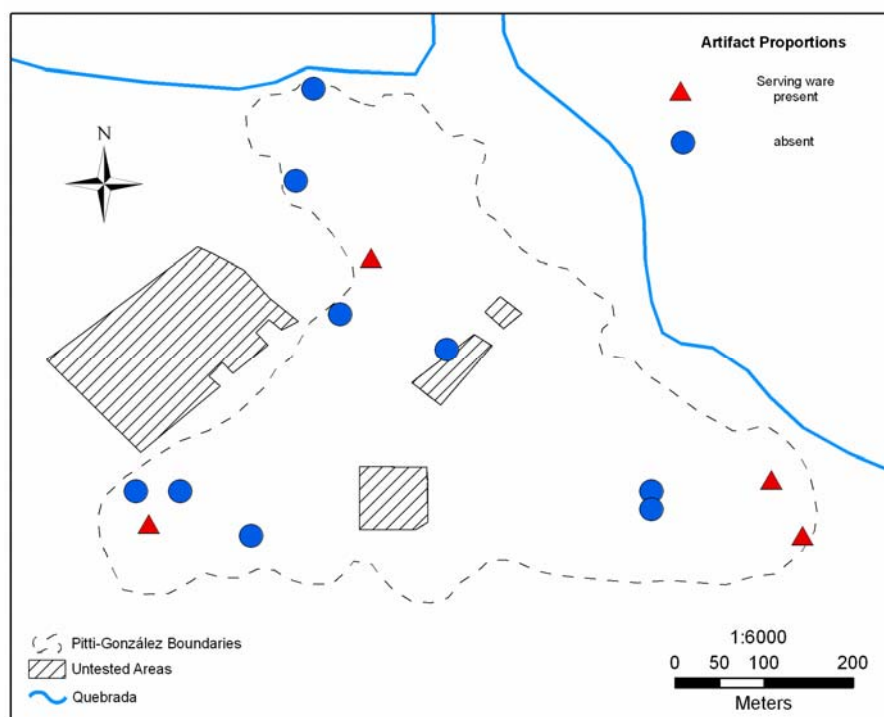 Artifact Proportions
Serving ware
present
absent
N
Pitti-González Boundaries
Untested Areas
Quebrada
1:6000
0 50 100 200
Meters